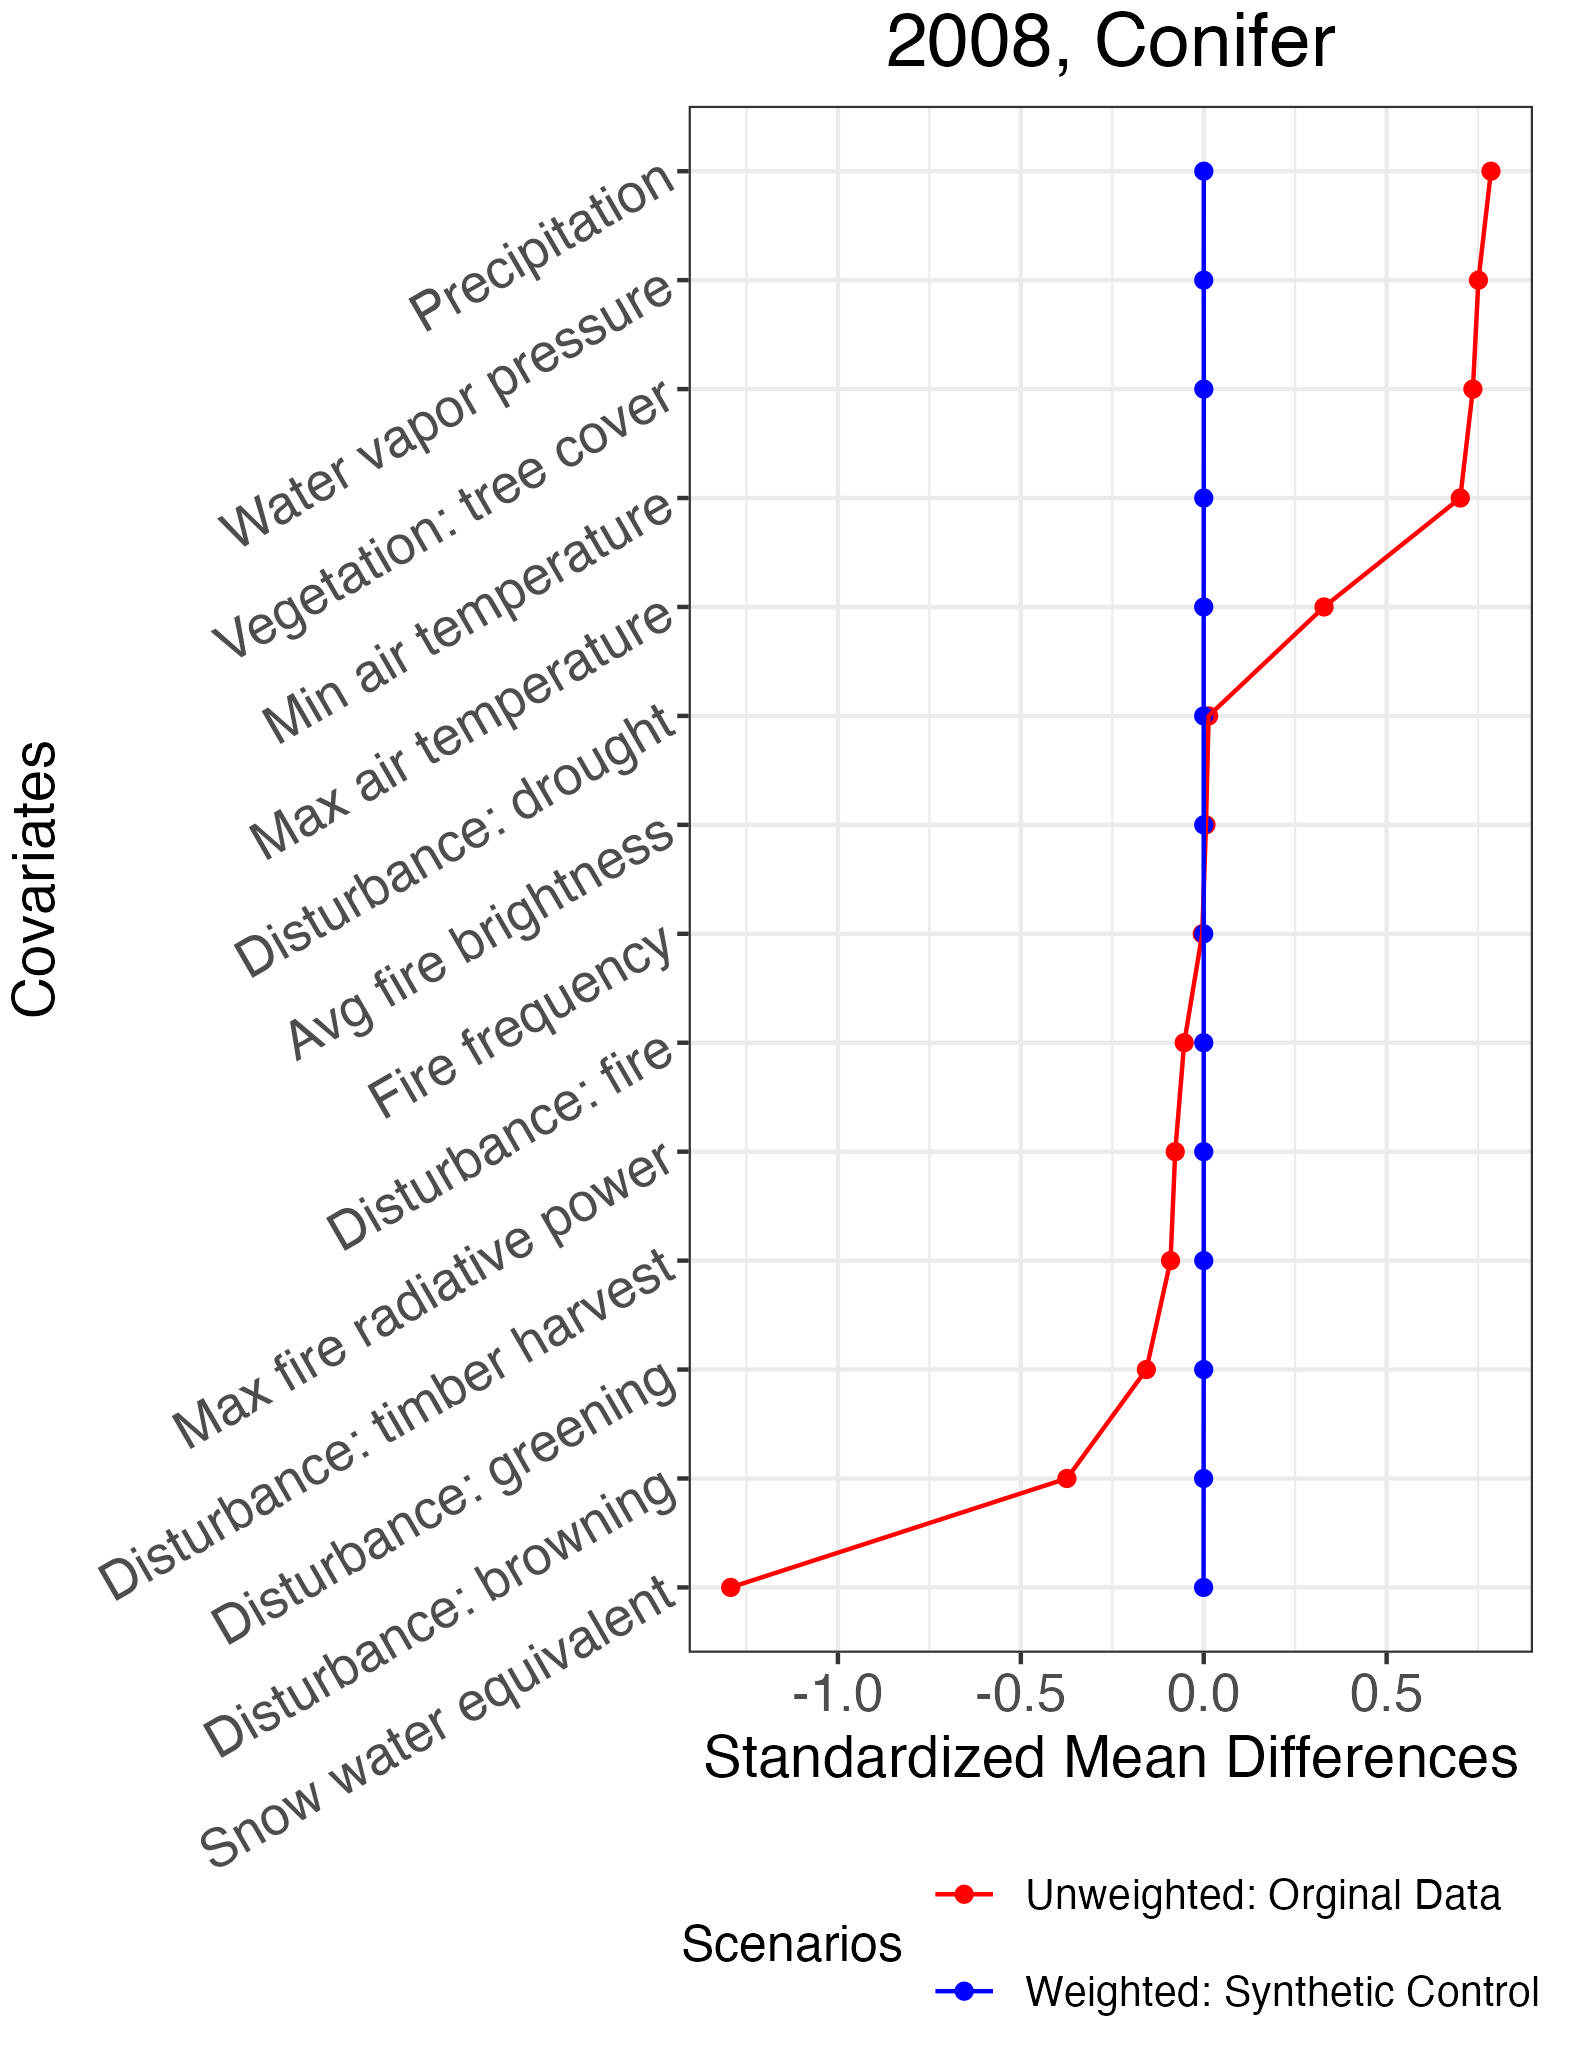 2008, Conifer
Precipitation
Water vapor pressure
Vegetation: tree cover
Min air temperature
Max air temperature
Disturbance: drought
Avg fire brightness
Fire frequency
Disturbance: fire
Max fire radiative power
Disturbance: timber harvest
Disturbance: greening
Disturbance: browning
Snow water equivalent
Covariates
-1.0 -0.5 0.0 0.5
Standardized Mean Differences
Scenarios
Unweighted: Orginal Data
Weighted: Synthetic Control